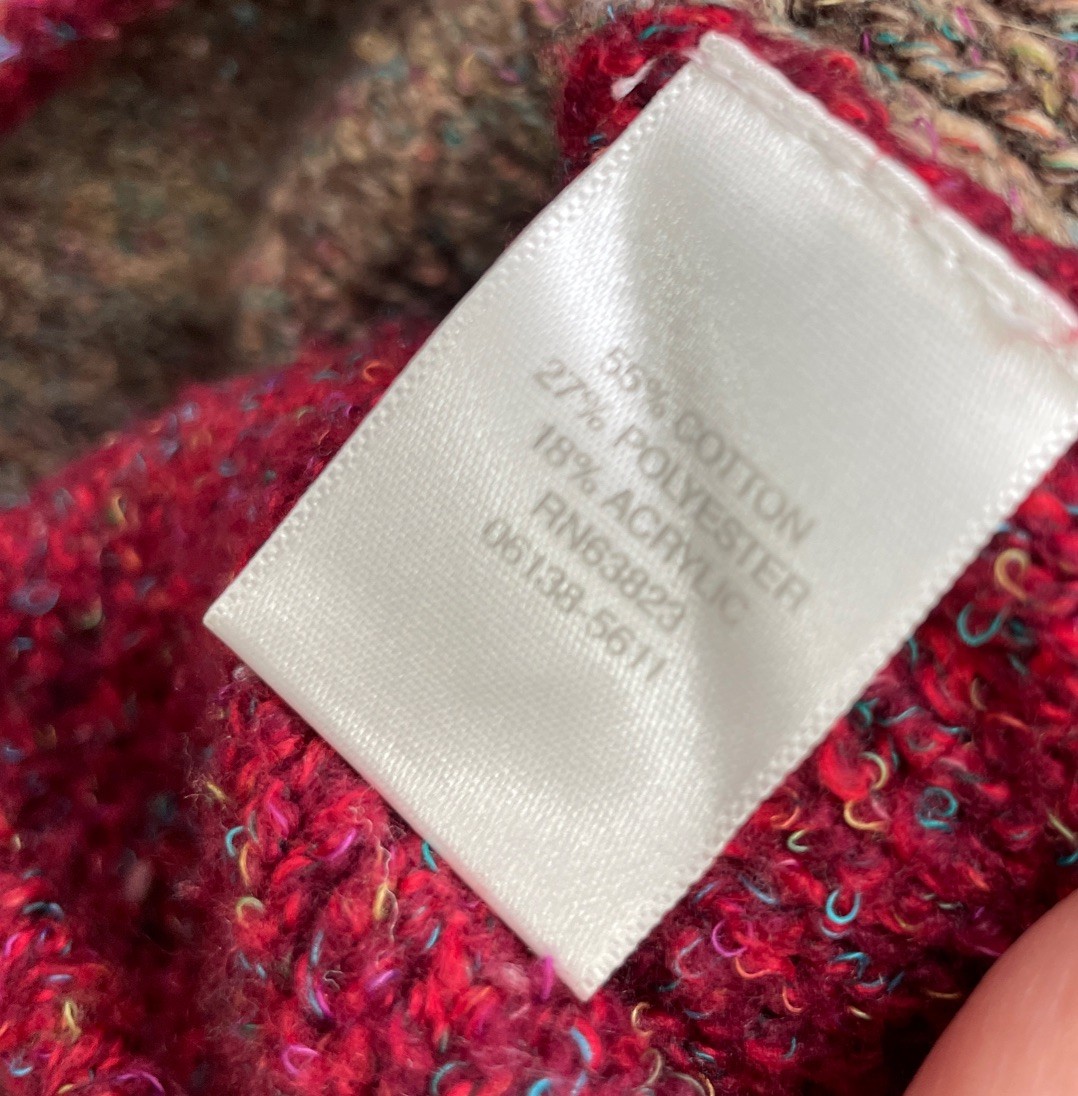 55% COTTON
27% POLYESTER
18% ACRYLIC
RN63823
06138-5611